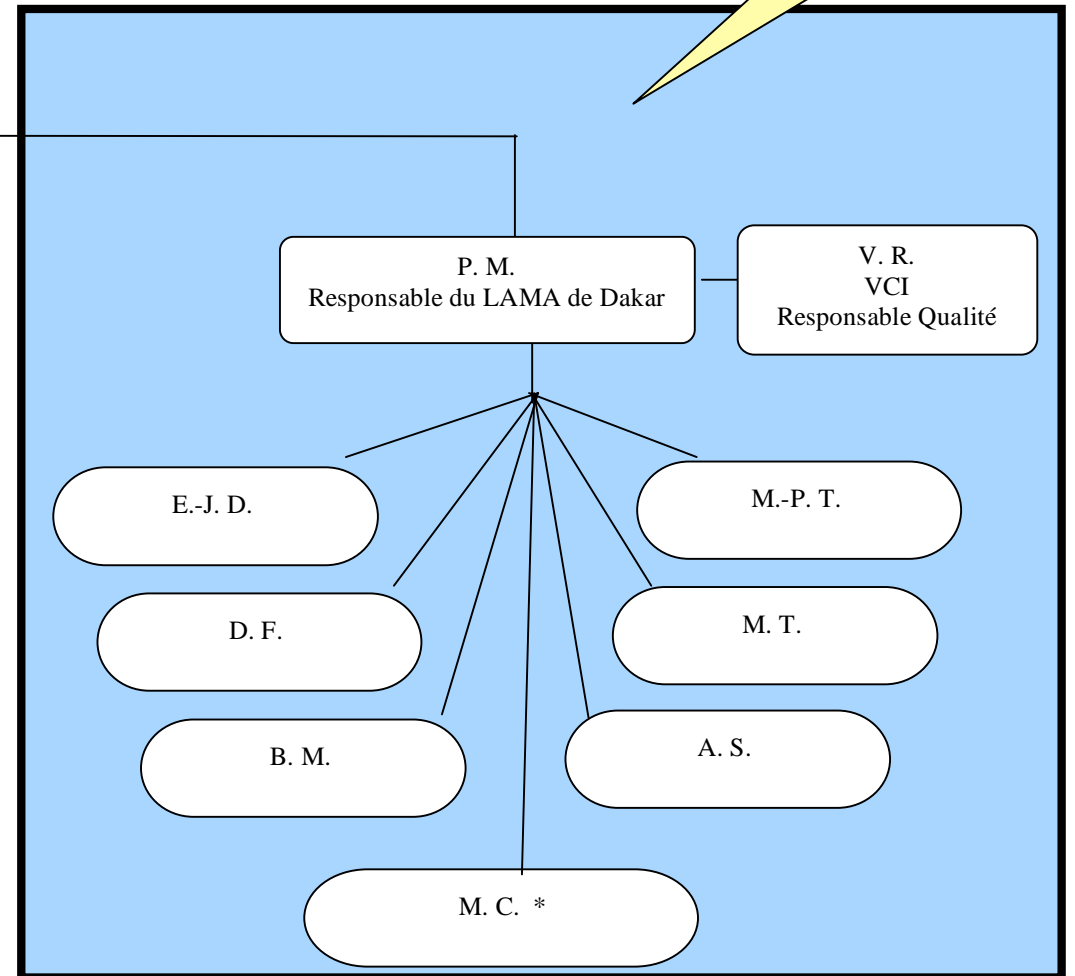 P. M.
Responsable du LAMA de Dakar
V. R.
VCI
Responsable Qualité
E.-J. D.
M.-P. T.
D. F.
M. T.
B. M.
A. S.
M. C. *